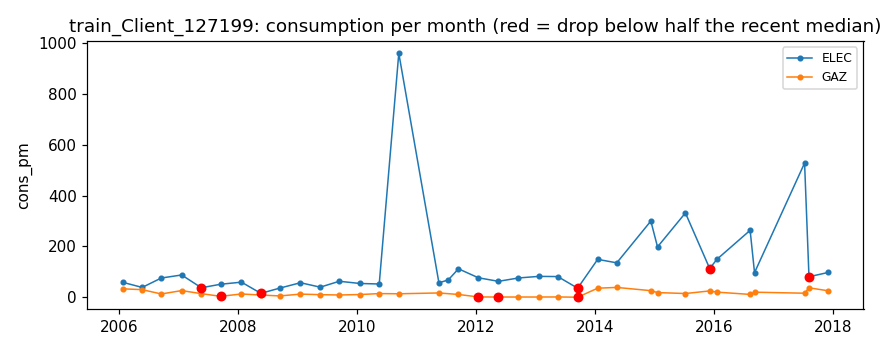 train_Client_127199: consumption per month (red = drop below half the recent median)
ELEC
GAZ
cons_pm
1000
800
600
400
200
0
2006 2008 2010 2012 2014 2016 2018